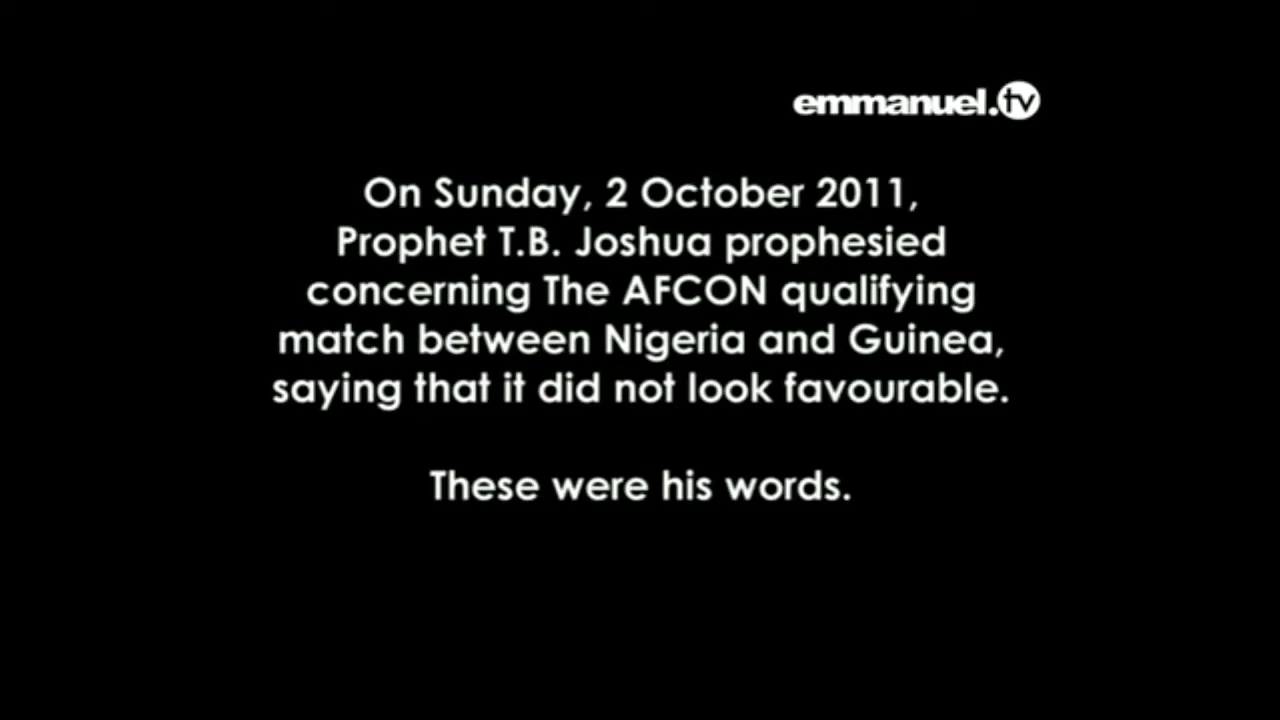 emmanuel.tv
On Sunday, 2 October 2011,
Prophet T.B. Joshua prophesied
concerning The AFCON qualifying
match between Nigeria and Guinea,
saying that it did not look favourable.
These were his words.